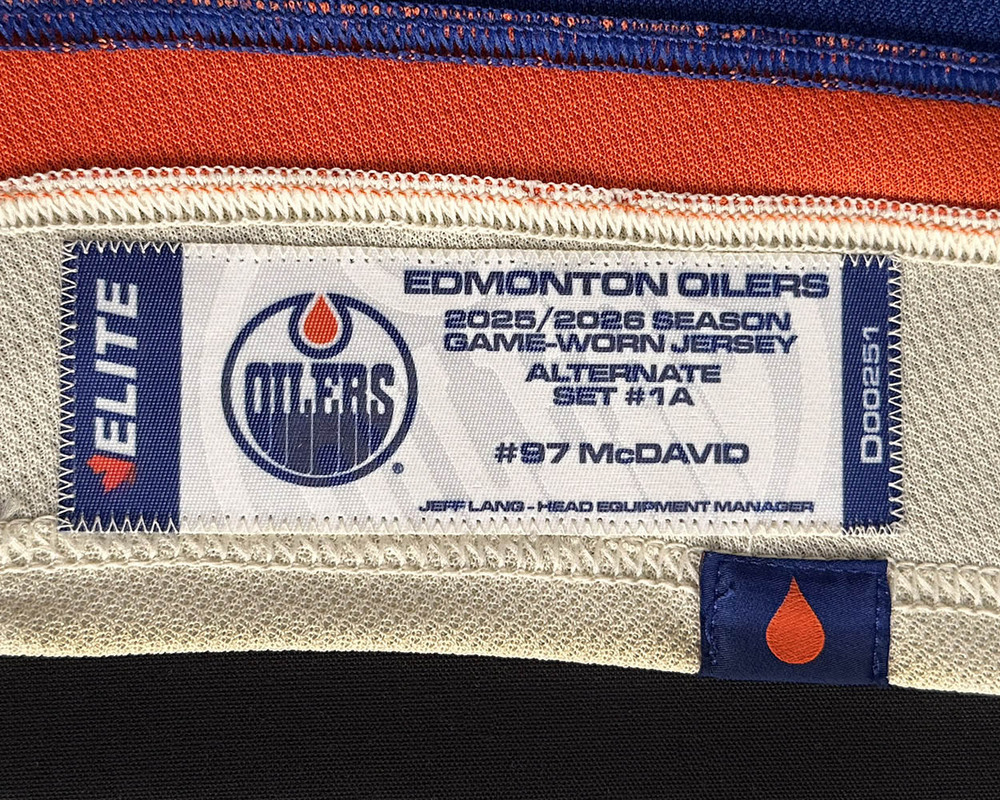 ELITE
OILERS
®
EDMONTON OILERS
2025/2026 SEASON
GAME-WORN JERSEY
ALTERNATE
SET #1A
#97 McDAVID
JEFF LANG - HEAD EQUIPMENT MANAGER
D00251